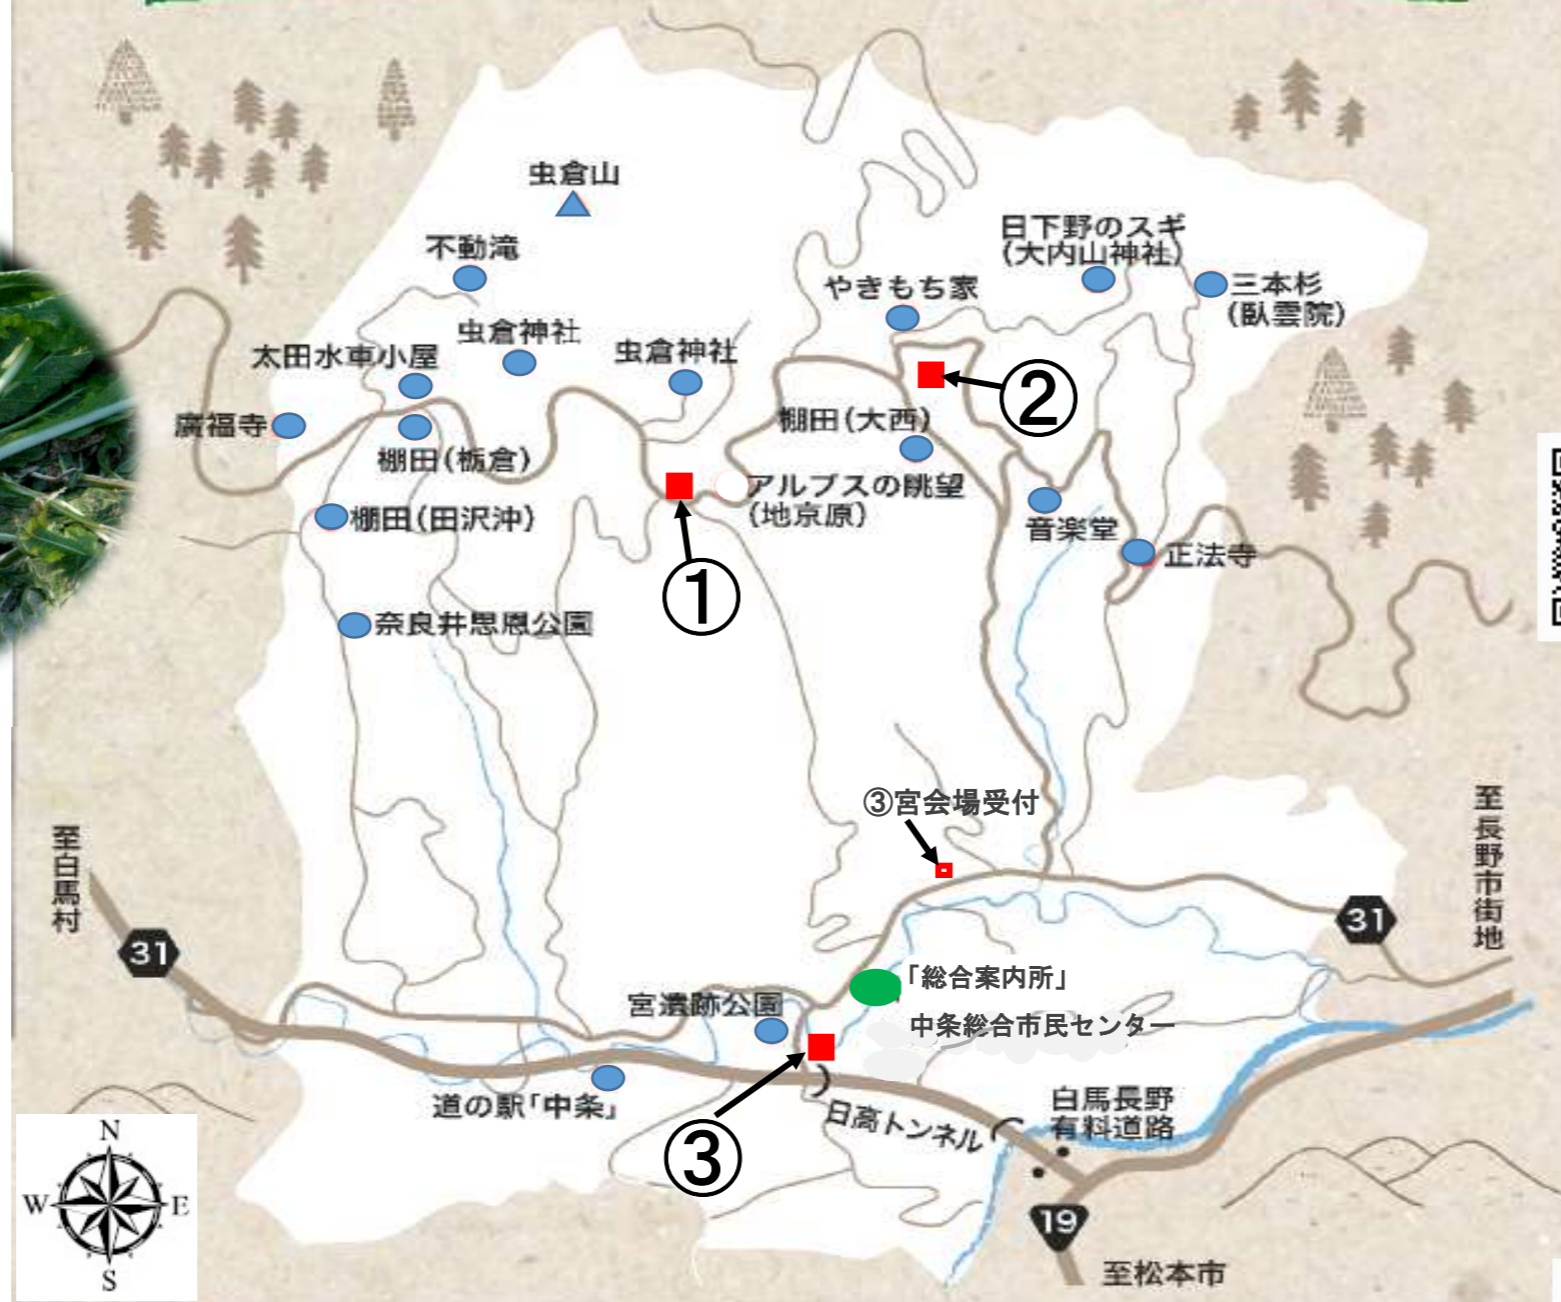 虫倉山
不動滝
日下野のスギ
(大内山神社)
やきもち家
三本杉
(臥雲院)
虫倉神社
虫倉神社
太田水車小屋
②
廣福寺
棚田(大西)
棚田(栃倉)
アルプスの眺望
(地京原)
棚田(田沢沖)
音楽堂
正法寺
①
奈良井思恩公園
③宮会場受付
至白馬村
至長野市街地
31
31
「総合案内所」
宮遺跡公園
中条総合市民センター
道の駅「中条」
日高トンネル
白馬長野
有料道路
③
N
W
E
S
19
至松本市